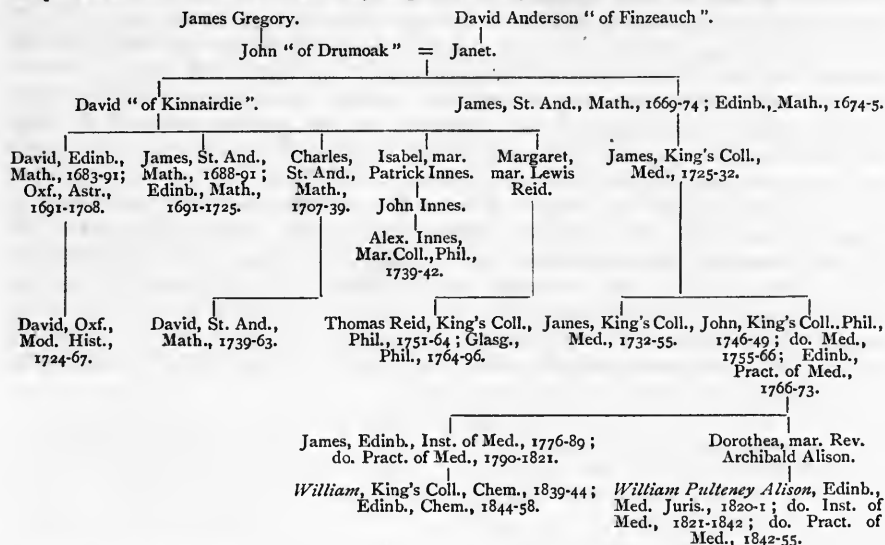 James Gregory.
David Anderson “ of Finzeauch ”.
John “ of Drumoak ” = Janet.
David “ of Kinnairdie ”.
James, St. And., Math., 1669-74 ; Edinb., Math., 1674-5.
David, Edinb.,
Math., 1683-91;
Oxf., Astr.,
1691-1708.
James, St. And.,
Math., 1688-91 ;
Edinb., Math.,
1691-1725.
Charles,
St. And.,
Math.,
1707-39.
Isabel, mar.
Patrick Innes.
John Innes.
Alex. Innes,
Mar.Coll.,Phil.,
1739-42.
Margaret,
mar. Lewis
Reid.
James, King's Coll.,
Med., 1725-32.
David, Oxf.,
Mod. Hist.,
1724-67.
David, St. And.,
Math., 1739-63.
Thomas Reid, King's Coll.,
Phil., 1751-64 ; Glasg.,
Phil., 1764-96.
James, King's Coll.,
Med., 1732-55.
John, King's Coll..Phil.,
1746-49 ; do. Med.,
1755-66 ; Edinb.,
Pract. of Med.,
1766-73.
James, Edinb., Inst. of Med., 1776-89 ;
do. Pract. of Med., 1790-1821.
Dorothea, mar. Rev.
Archibald Alison.
William, King's Coll., Chem., 1839-44 ;
Edinb., Chem., 1844-58.
William Pulteney Alison, Edinb.,
Med. Juris., 1820-1 ; do. Inst. of
Med., 1821-1842 ; do. Pract. of
Med., 1842-55.